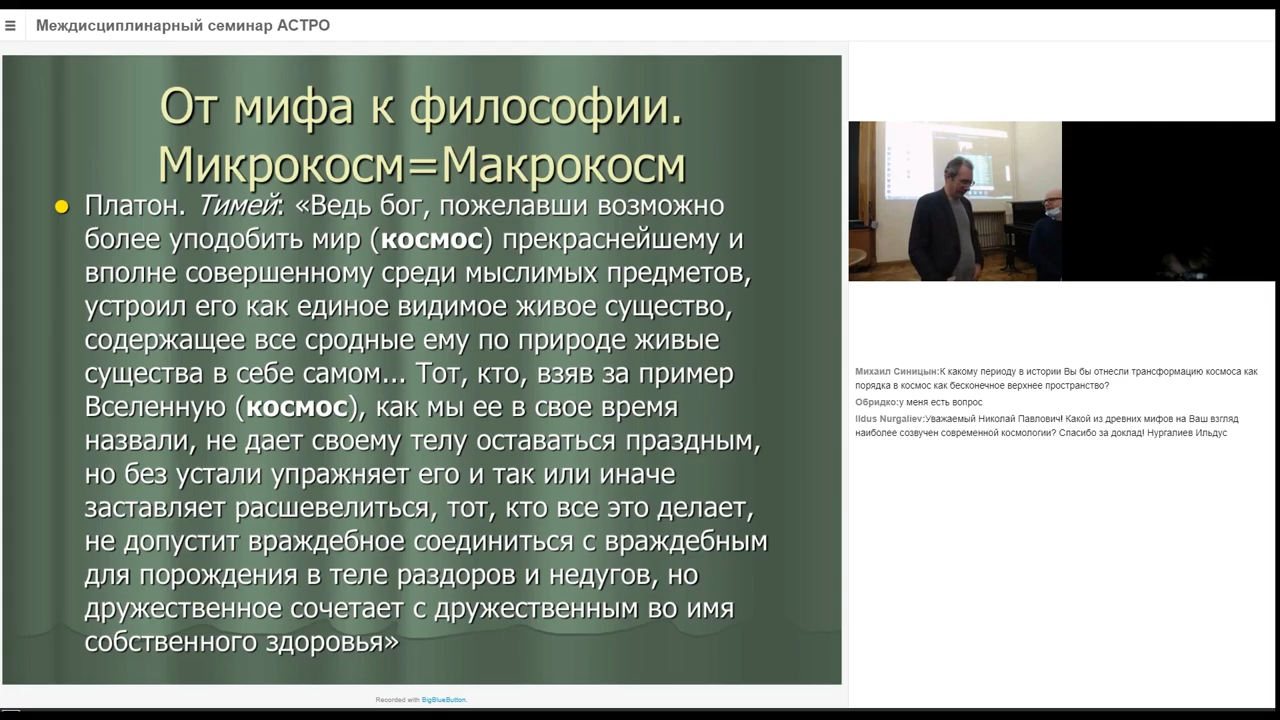 ☰ Междисциплинарный семинар АСТРО
От мифа к философии.
Микрокосм=Макрокосм
Платон. Тимей: «Ведь бог, пожелавши возможно
более уподобить мир (космос) прекраснейшему и
вполне совершенному среди мыслимых предметов,
устроил его как единое видимое живое существо,
содержащее все сродные ему по природе живые
существа в себе самом... Тот, кто, взяв за пример
Вселенную (космос), как мы ее в свое время
назвали, не дает своему телу оставаться праздным,
но без устали упражняет его и так или иначе
заставляет расшевелиться, тот, кто все это делает,
не допустит враждебное соединиться с враждебным
для порождения в теле раздоров и недугов, но
дружественное сочетает с дружественным во имя
собственного здоровья»
Recorded with BigBlueButton.
Михаил Синицын:К какому периоду в истории Вы бы отнесли трансформацию космоса как
порядка в космос как бесконечное верхнее пространство?
Обридко:у меня есть вопрос
Ildus Nurgaliev:Уважаемый Николай Павлович! Какой из древних мифов на Ваш взгляд
наиболее созвучен современной космологии? Спасибо за доклад! Нургалиев Ильдус